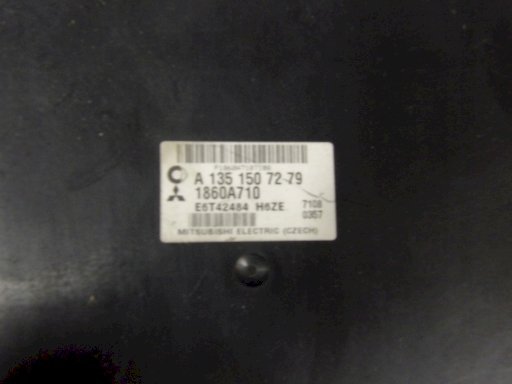 A 135 150 72-79
1860A710
E6T42484 H6ZE 7108
0357
MITSUBISHI ELECTRIC (CZECH)